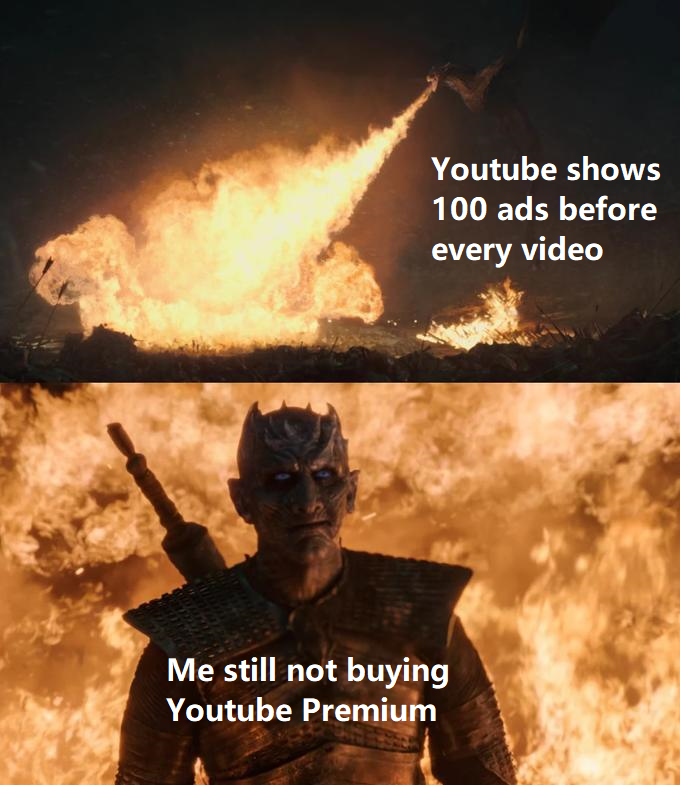 Youtube shows
100 ads before
every video
Me still not buying
Youtube Premium